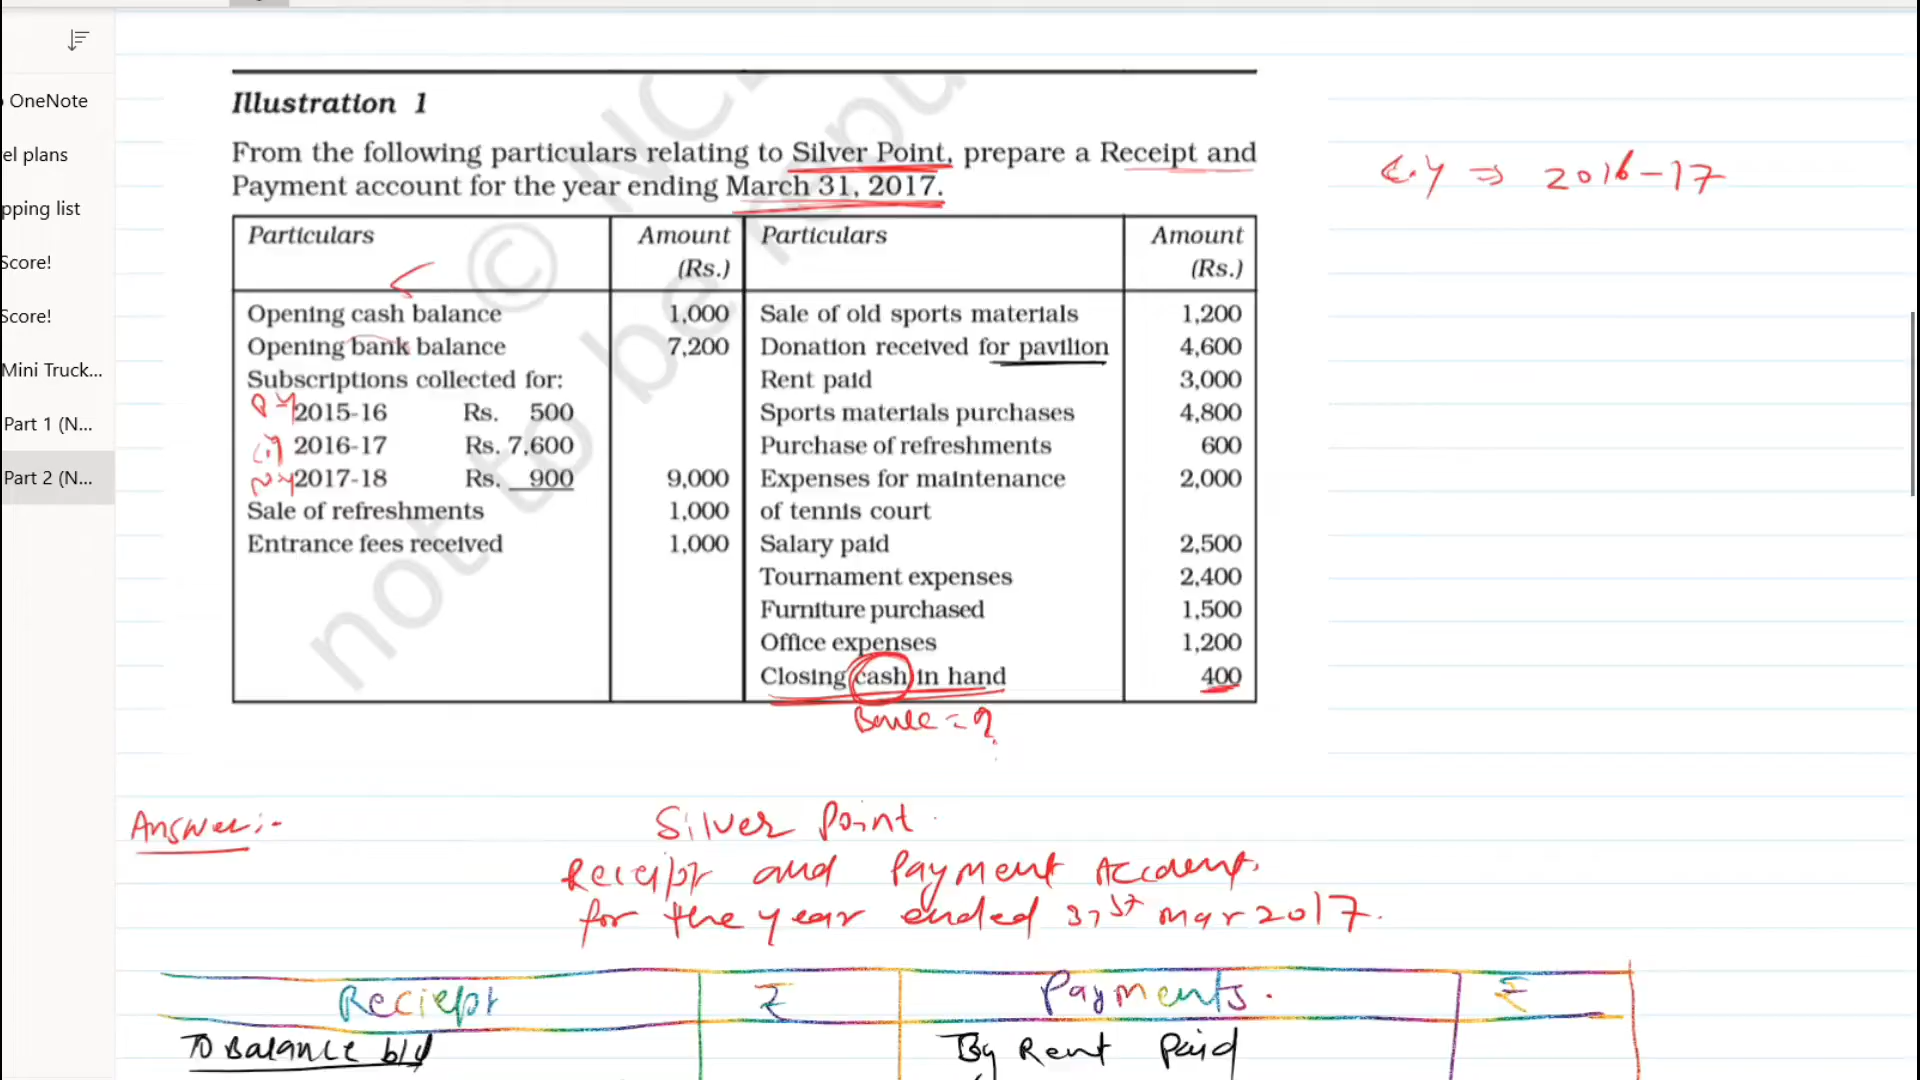 OneNote
el plans
pping list
Score!
Score!
Mini Truck...
Part 1 (N...
Part 2 (N...
Illustration 1
From the following particulars relating to Silver Point, prepare a Receipt and
Payment account for the year ending March 31, 2017.
C.Y ⇒ 2016-17
Particulars Amount (Rs.) Particulars Amount (Rs.)
Opening cash balance 1,000 Sale of old sports materials 1,200
Opening bank balance 7,200 Donation received for pavilion 4,600
Subscriptions collected for: Rent paid 3,000
PY 2015-16 Rs. 500 Sports materials purchases 4,800
C.Y 2016-17 Rs. 7,600 Purchase of refreshments 600
NY 2017-18 Rs. 900 9,000 Expenses for maintenance 2,000
Sale of refreshments 1,000 of tennis court
Entrance fees received 1,000 Salary paid 2,500
Tournament expenses 2,400
Furniture purchased 1,500
Office expenses 1,200
Closing cash in hand 400
= ?
© NC
not to be
Answer:-
Silver Point.
Receipt and Payment Account.
for the year ended 31st Mar 2017.
Reciept ₹ Payments. ₹
To Balance b/d By Rent Paid